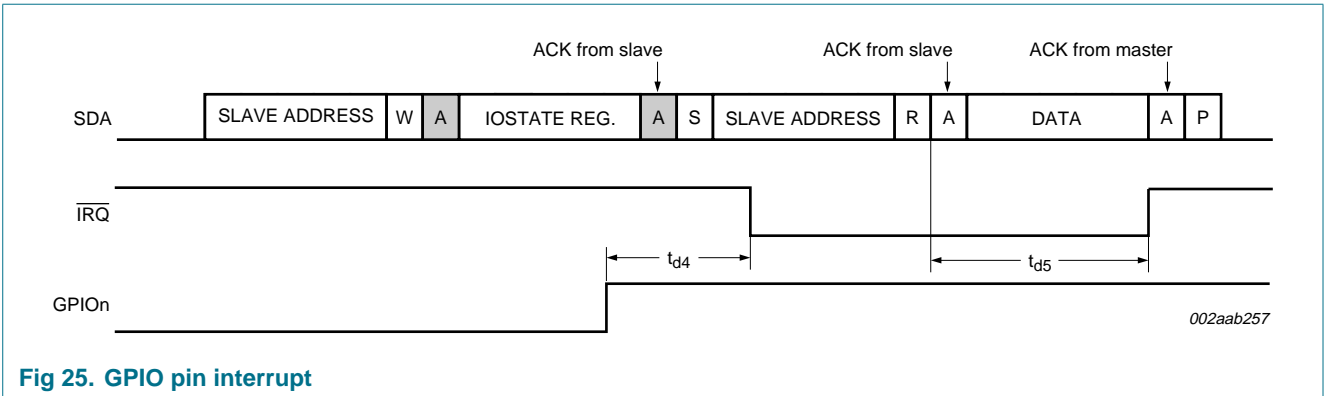 ACK from slave ACK from slave ACK from master
SDA SLAVE ADDRESS W A IOSTATE REG. A S SLAVE ADDRESS R A DATA A P
IRQ
td4 td5
GPIOn
002aab257
Fig 25. GPIO pin interrupt